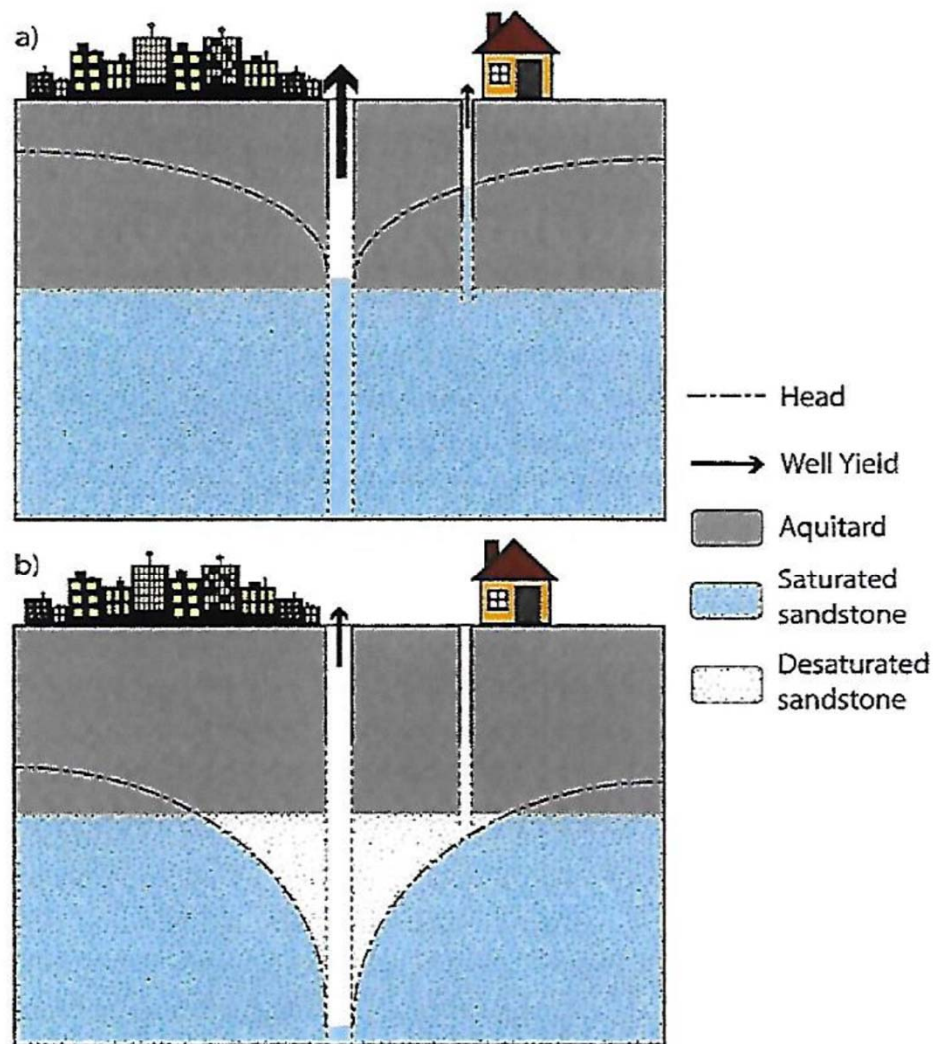 a)
Head
Well Yield
Aquitard
Saturated
sandstone
b)
Desaturated
sandstone